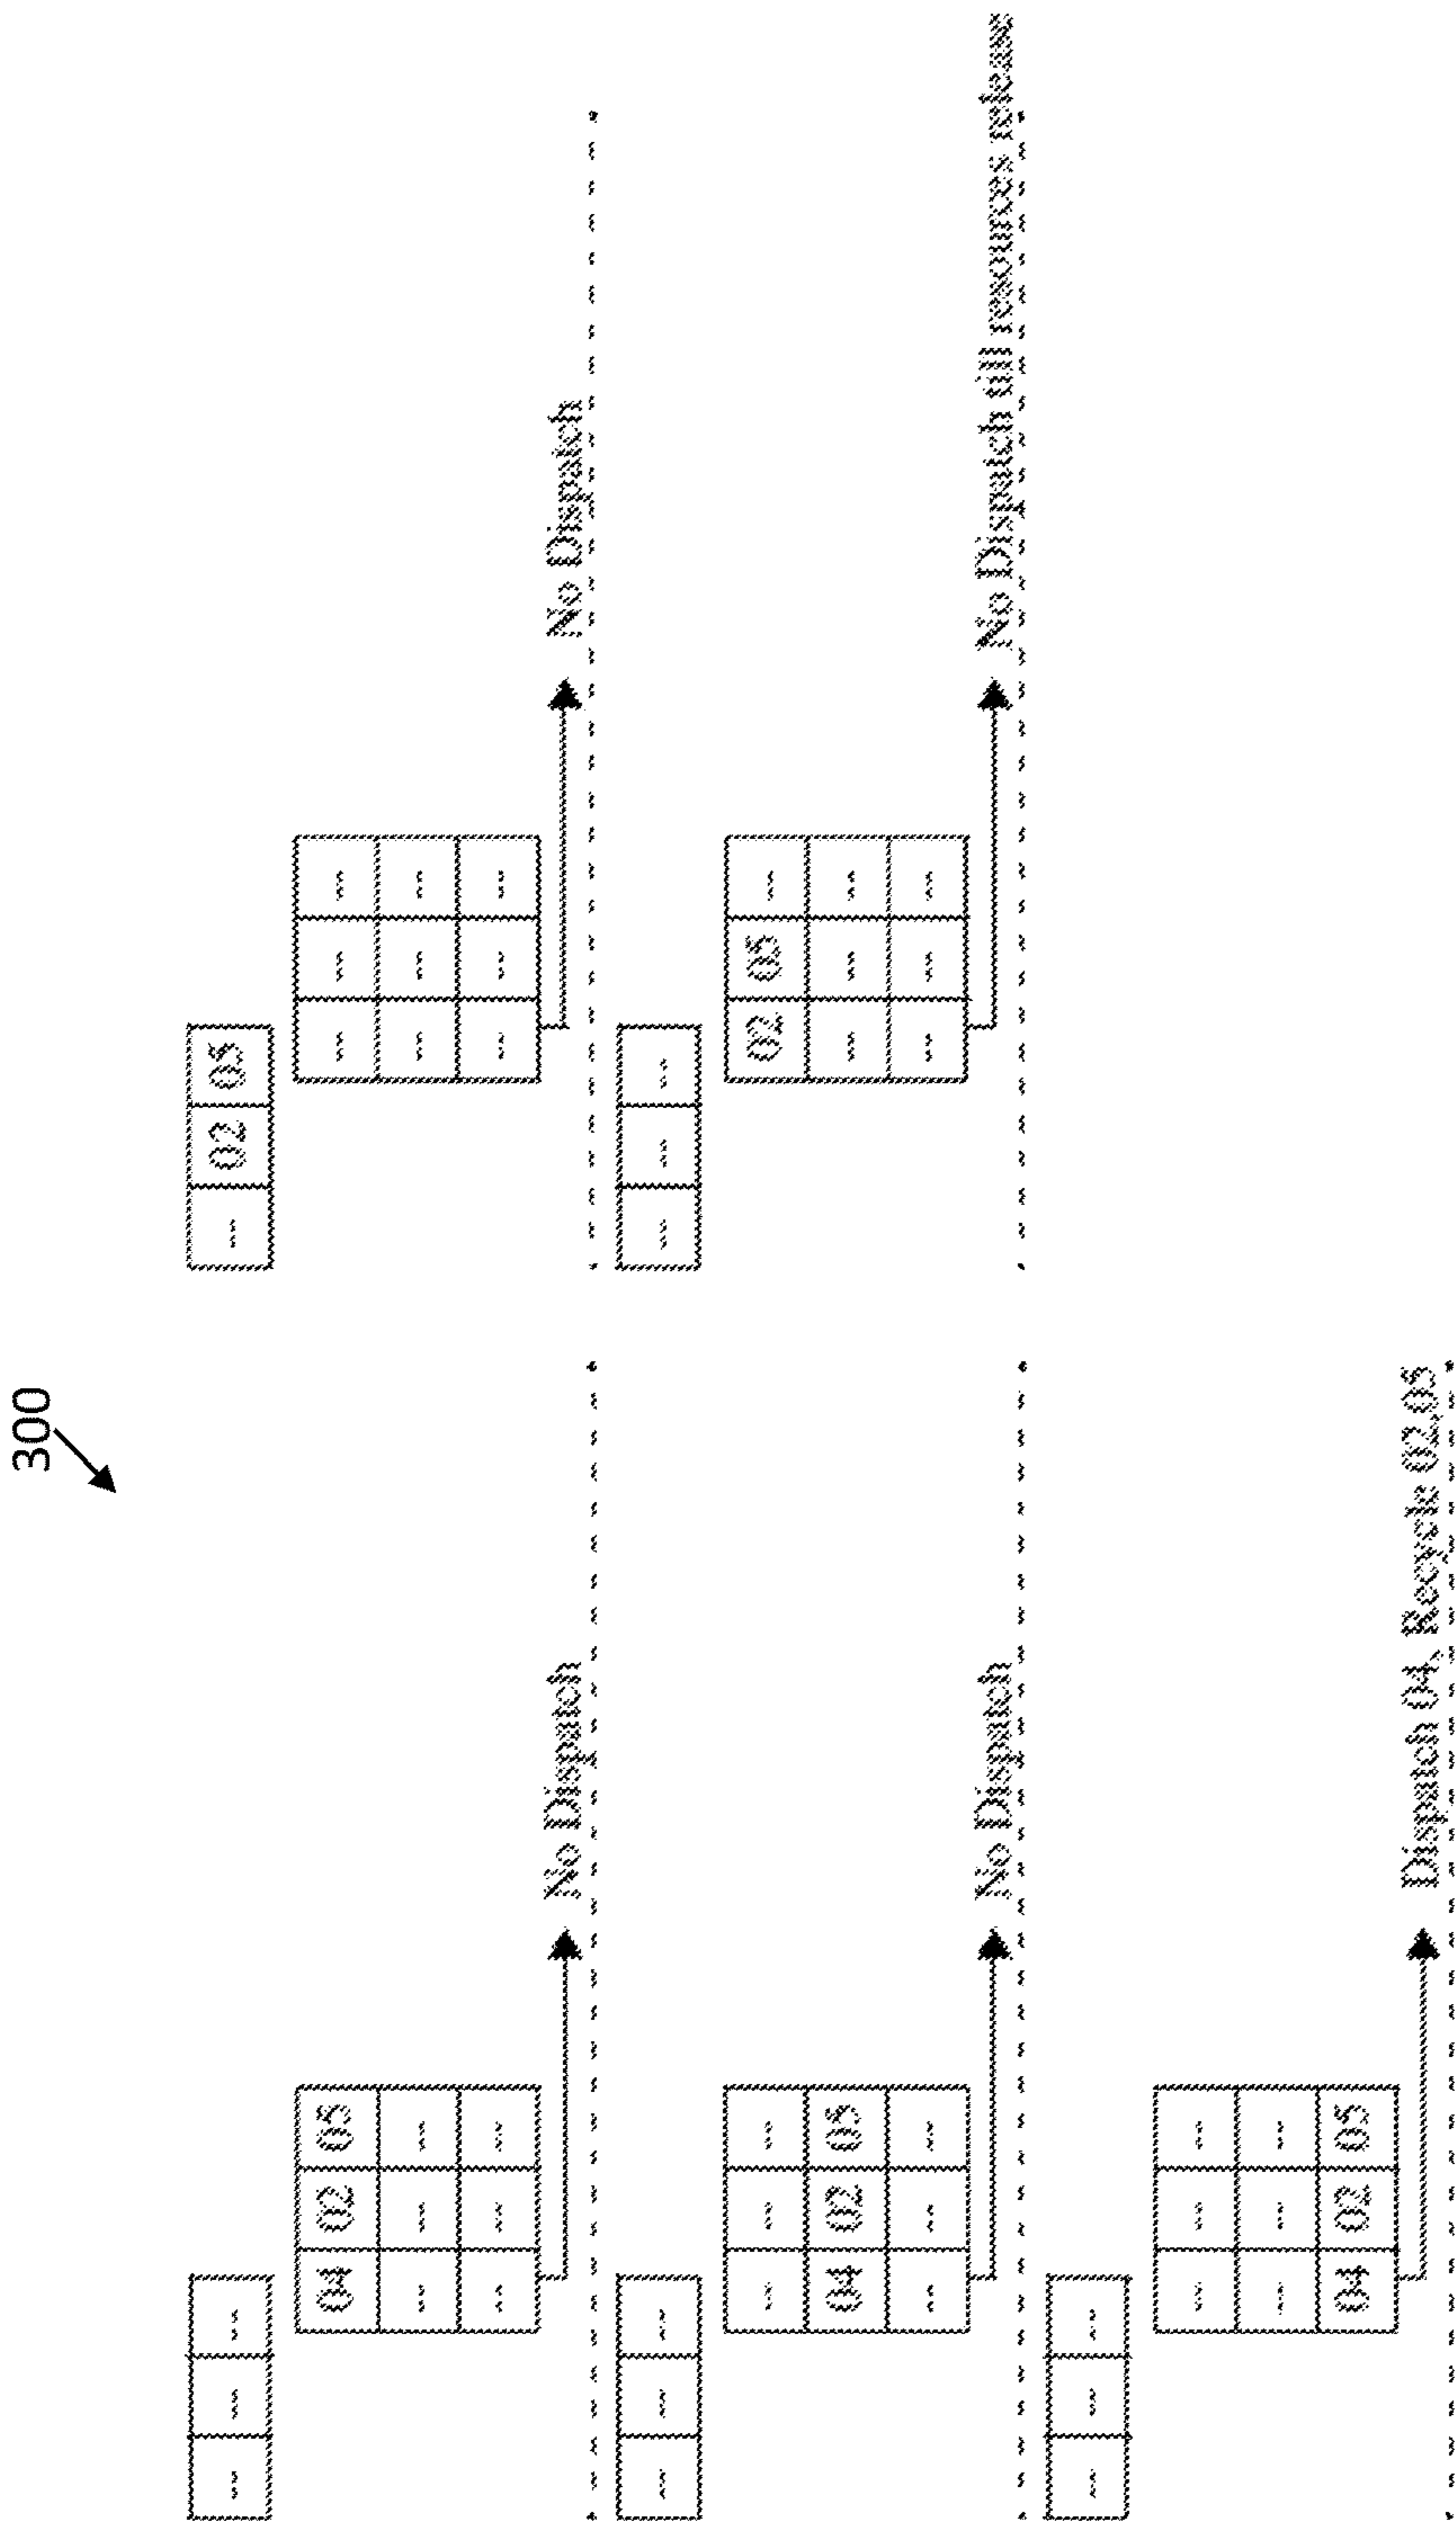 300
-- -- --
04 02 05
-- -- --
-- -- --
No Dispatch
-- -- --
-- -- --
04 02 05
-- -- --
No Dispatch
-- -- --
-- -- --
-- -- --
04 02 05
Dispatch 04, Recycle 02,05
-- 02 05
-- -- --
-- -- --
-- -- --
No Dispatch
-- -- --
02 05 --
-- -- --
-- -- --
No Dispatch till resources release